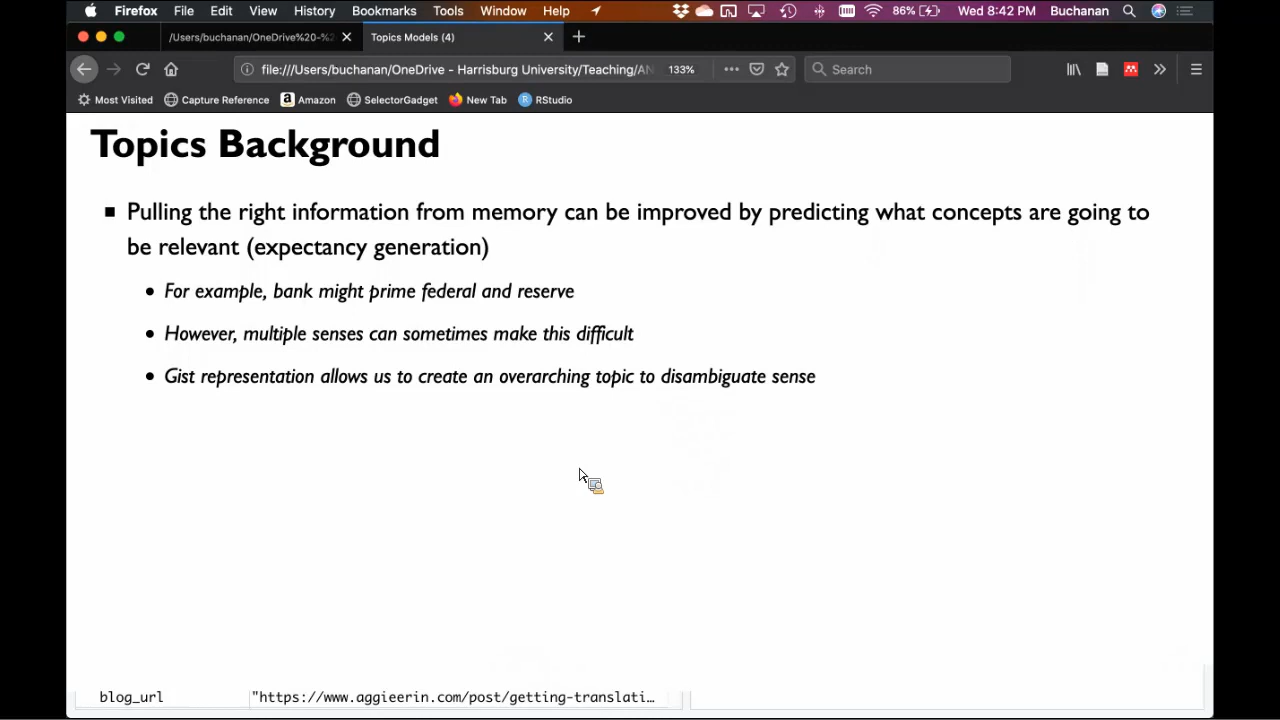 Firefox File Edit View History Bookmarks Tools Window Help 86% Wed 8:42 PM Buchanan
/Users/buchanan/OneDrive%20-%2 Topics Models (4)
file:///Users/buchanan/OneDrive - Harrisburg University/Teaching/AN 133% Search
Most Visited Capture Reference Amazon SelectorGadget New Tab RStudio
Topics Background
Pulling the right information from memory can be improved by predicting what concepts are going to
be relevant (expectancy generation)
For example, bank might prime federal and reserve
However, multiple senses can sometimes make this difficult
Gist representation allows us to create an overarching topic to disambiguate sense
blog_url "https://www.aggieerin.com/post/getting-translati…